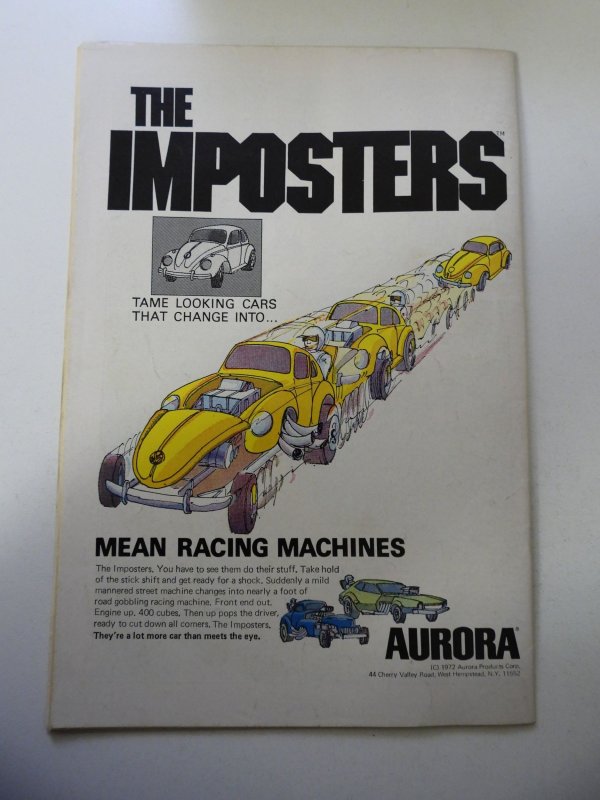 THE
IMPOSTERS™
TAME LOOKING CARS
THAT CHANGE INTO...
MEAN RACING MACHINES
The Imposters. You have to see them do their stuff. Take hold
of the stick shift and get ready for a shock. Suddenly a mild
mannered street machine changes into nearly a foot of
road gobbling racing machine. Front end out.
Engine up. 400 cubes. Then up pops the driver,
ready to cut down all corners. The Imposters.
They're a lot more car than meets the eye.
AURORA®
(C) 1972 Aurora Products Corp.
44 Cherry Valley Road, West Hempstead, N.Y. 11552